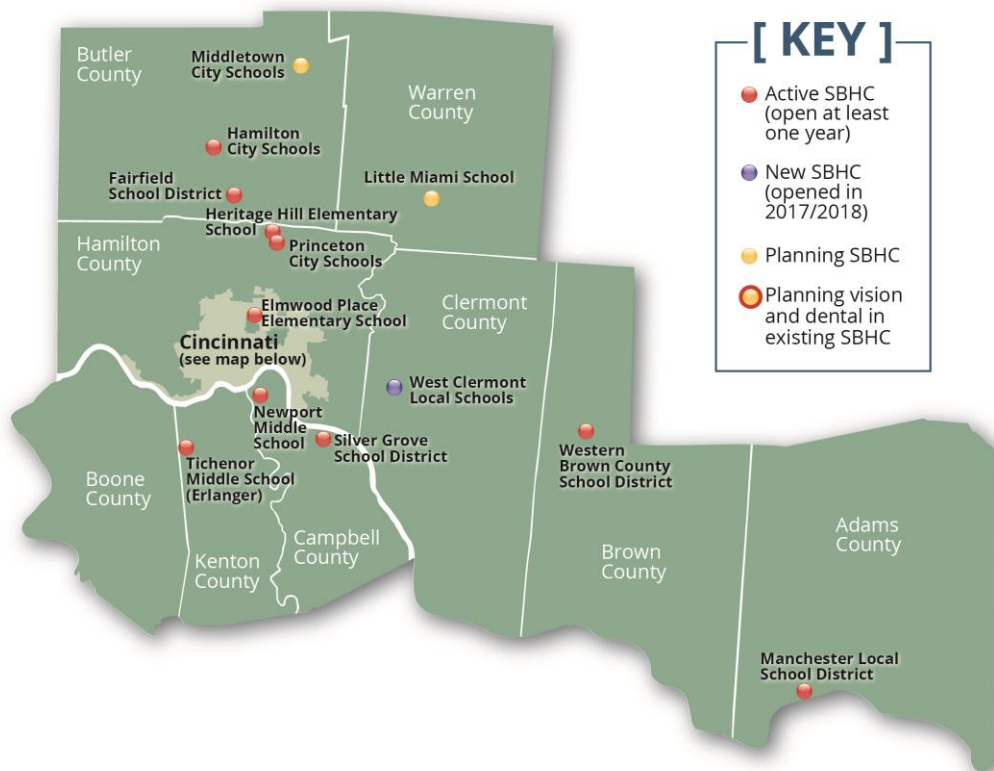 Butler
County
Middletown
City Schools
Warren
County
Hamilton
City Schools
Fairfield
School District
Little Miami School
Heritage Hill Elementary
School
Princeton
City Schools
Hamilton
County
Elmwood Place
Elementary School
Cincinnati
(see map below)
Clermont
County
West Clermont
Local Schools
Newport
Middle
School
Silver Grove
School District
Tichenor
Middle School
(Erlanger)
Western
Brown County
School District
Boone
County
Kenton
County
Campbell
County
Brown
County
Adams
County
Manchester Local
School District
[ KEY ]
Active SBHC
(open at least
one year)
New SBHC
(opened in
2017/2018)
Planning SBHC
Planning vision
and dental in
existing SBHC